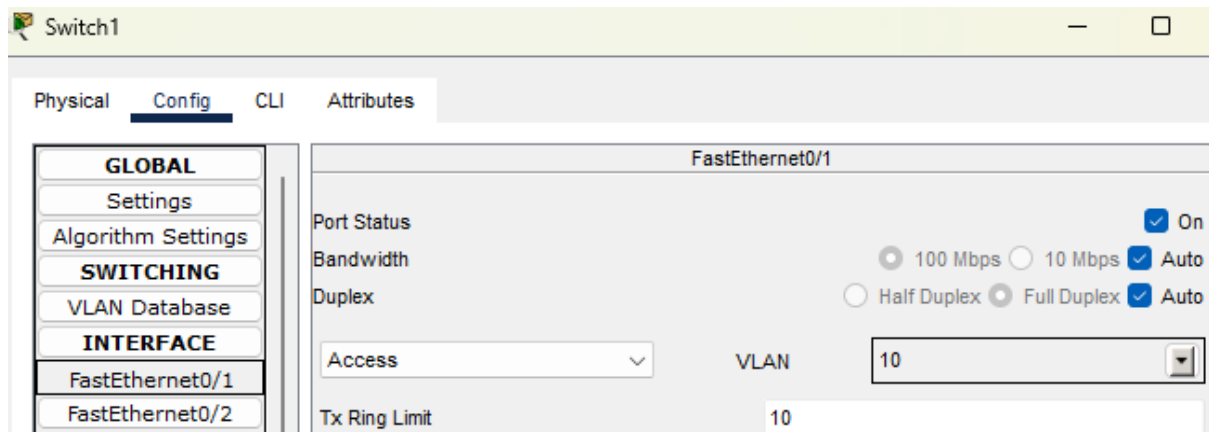 Switch1
Physical Config CLI Attributes
GLOBAL
Settings
Algorithm Settings
SWITCHING
VLAN Database
INTERFACE
FastEthernet0/1
FastEthernet0/2
FastEthernet0/1
Port Status On
Bandwidth 100 Mbps 10 Mbps Auto
Duplex Half Duplex Full Duplex Auto
Access VLAN 10
Tx Ring Limit 10